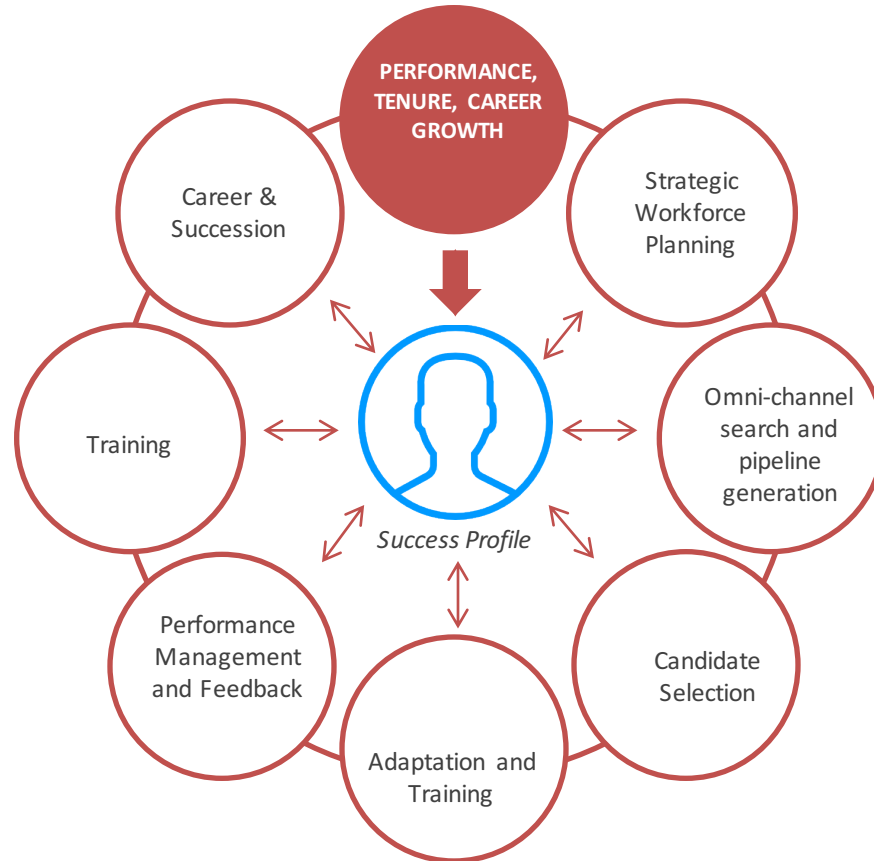 PERFORMANCE,
TENURE, CAREER
GROWTH
Strategic
Workforce
Planning
Omni-channel
search and
pipeline
generation
Candidate
Selection
Adaptation and
Training
Performance
Management
and Feedback
Training
Career &
Succession
Success Profile